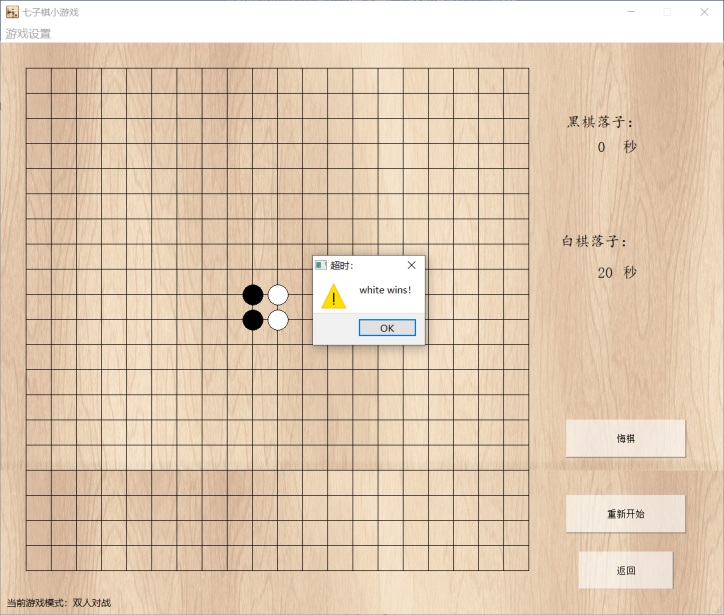 七子棋小游戏
游戏设置
黑棋落子：
0 秒
白棋落子：
20 秒
超时：
white wins!
OK
悔棋
重新开始
返回
当前游戏模式：双人对战